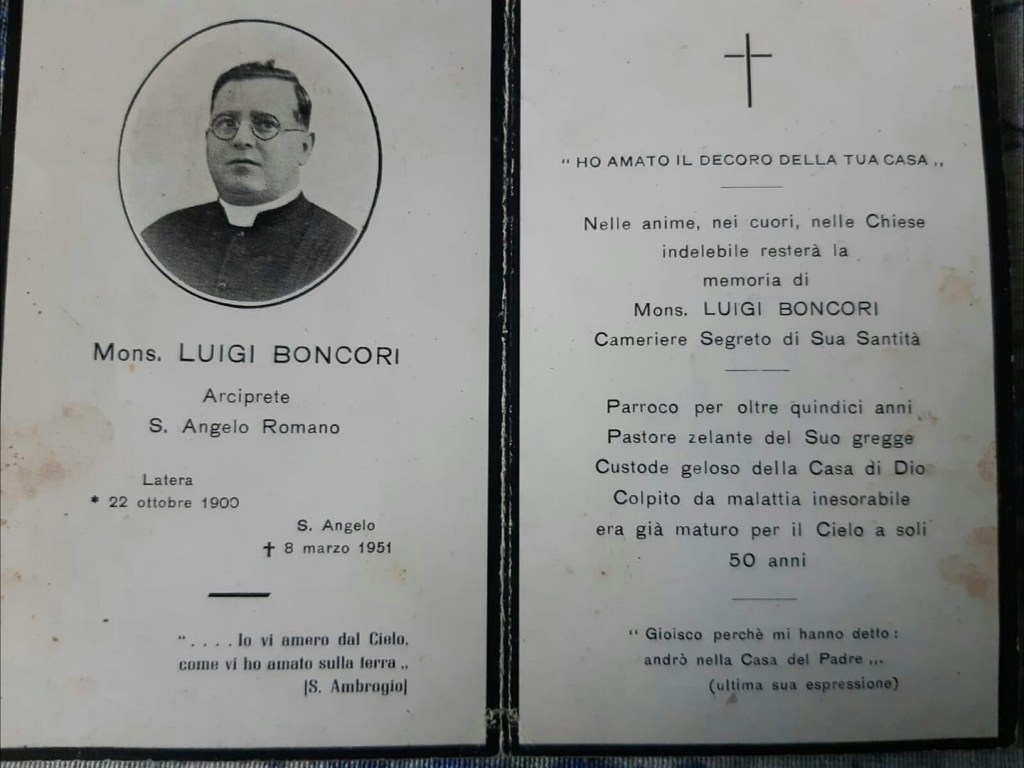 Mons. LUIGI BONCORI
Arciprete
S. Angelo Romano
Latera
* 22 ottobre 1900
S. Angelo
† 8 marzo 1951
"....Io vi amero dal Cielo,
come vi ho amato sulla terra „
|S. Ambrogio|
" HO AMATO IL DECORO DELLA TUA CASA „
Nelle anime, nei cuori, nelle Chiese
indelebile resterà la
memoria di
Mons. LUIGI BONCORI
Cameriere Segreto di Sua Santità
Parroco per oltre quindici anni
Pastore zelante del Suo gregge
Custode geloso della Casa di Dio
Colpito da malattia inesorabile
era già maturo per il Cielo a soli
50 anni
" Gioisco perchè mi hanno detto :
andrò nella Casa del Padre „.
(ultima sua espressione)